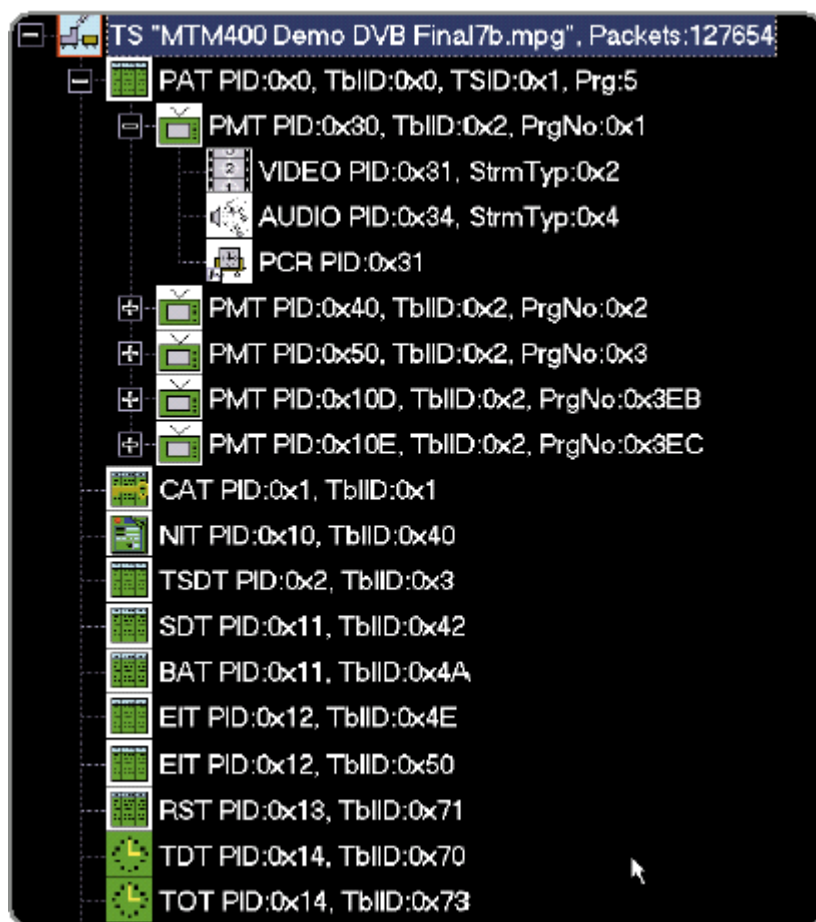 TS "MTM400 Demo DVB Final7b.mpg", Packets:127654
PAT PID:0x0, TblID:0x0, TSID:0x1, Prg:5
PMT PID:0x30, TblID:0x2, PrgNo:0x1
VIDEO PID:0x31, StrmTyp:0x2
AUDIO PID:0x34, StrmTyp:0x4
PCR PID:0x31
PMT PID:0x40, TblID:0x2, PrgNo:0x2
PMT PID:0x50, TblID:0x2, PrgNo:0x3
PMT PID:0x10D, TblID:0x2, PrgNo:0x3EB
PMT PID:0x10E, TblID:0x2, PrgNo:0x3EC
CAT PID:0x1, TblID:0x1
NIT PID:0x10, TblID:0x40
TSDT PID:0x2, TblID:0x3
SDT PID:0x11, TblID:0x42
BAT PID:0x11, TblID:0x4A
EIT PID:0x12, TblID:0x4E
EIT PID:0x12, TblID:0x50
RST PID:0x13, TblID:0x71
TDT PID:0x14, TblID:0x70
TOT PID:0x14, TblID:0x73